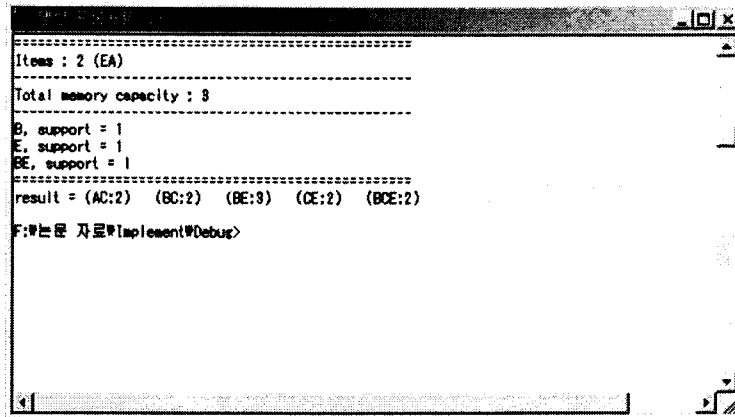 ==================================================
Items : 2 (EA)
--------------------------------------------------
Total memory capacity : 3
--------------------------------------------------
B, support = 1
E, support = 1
BE, support = 1
==================================================
result = (AC:2) (BC:2) (BE:3) (CE:2) (BCE:2)
F:₩논문 자료₩Implement₩Debug>